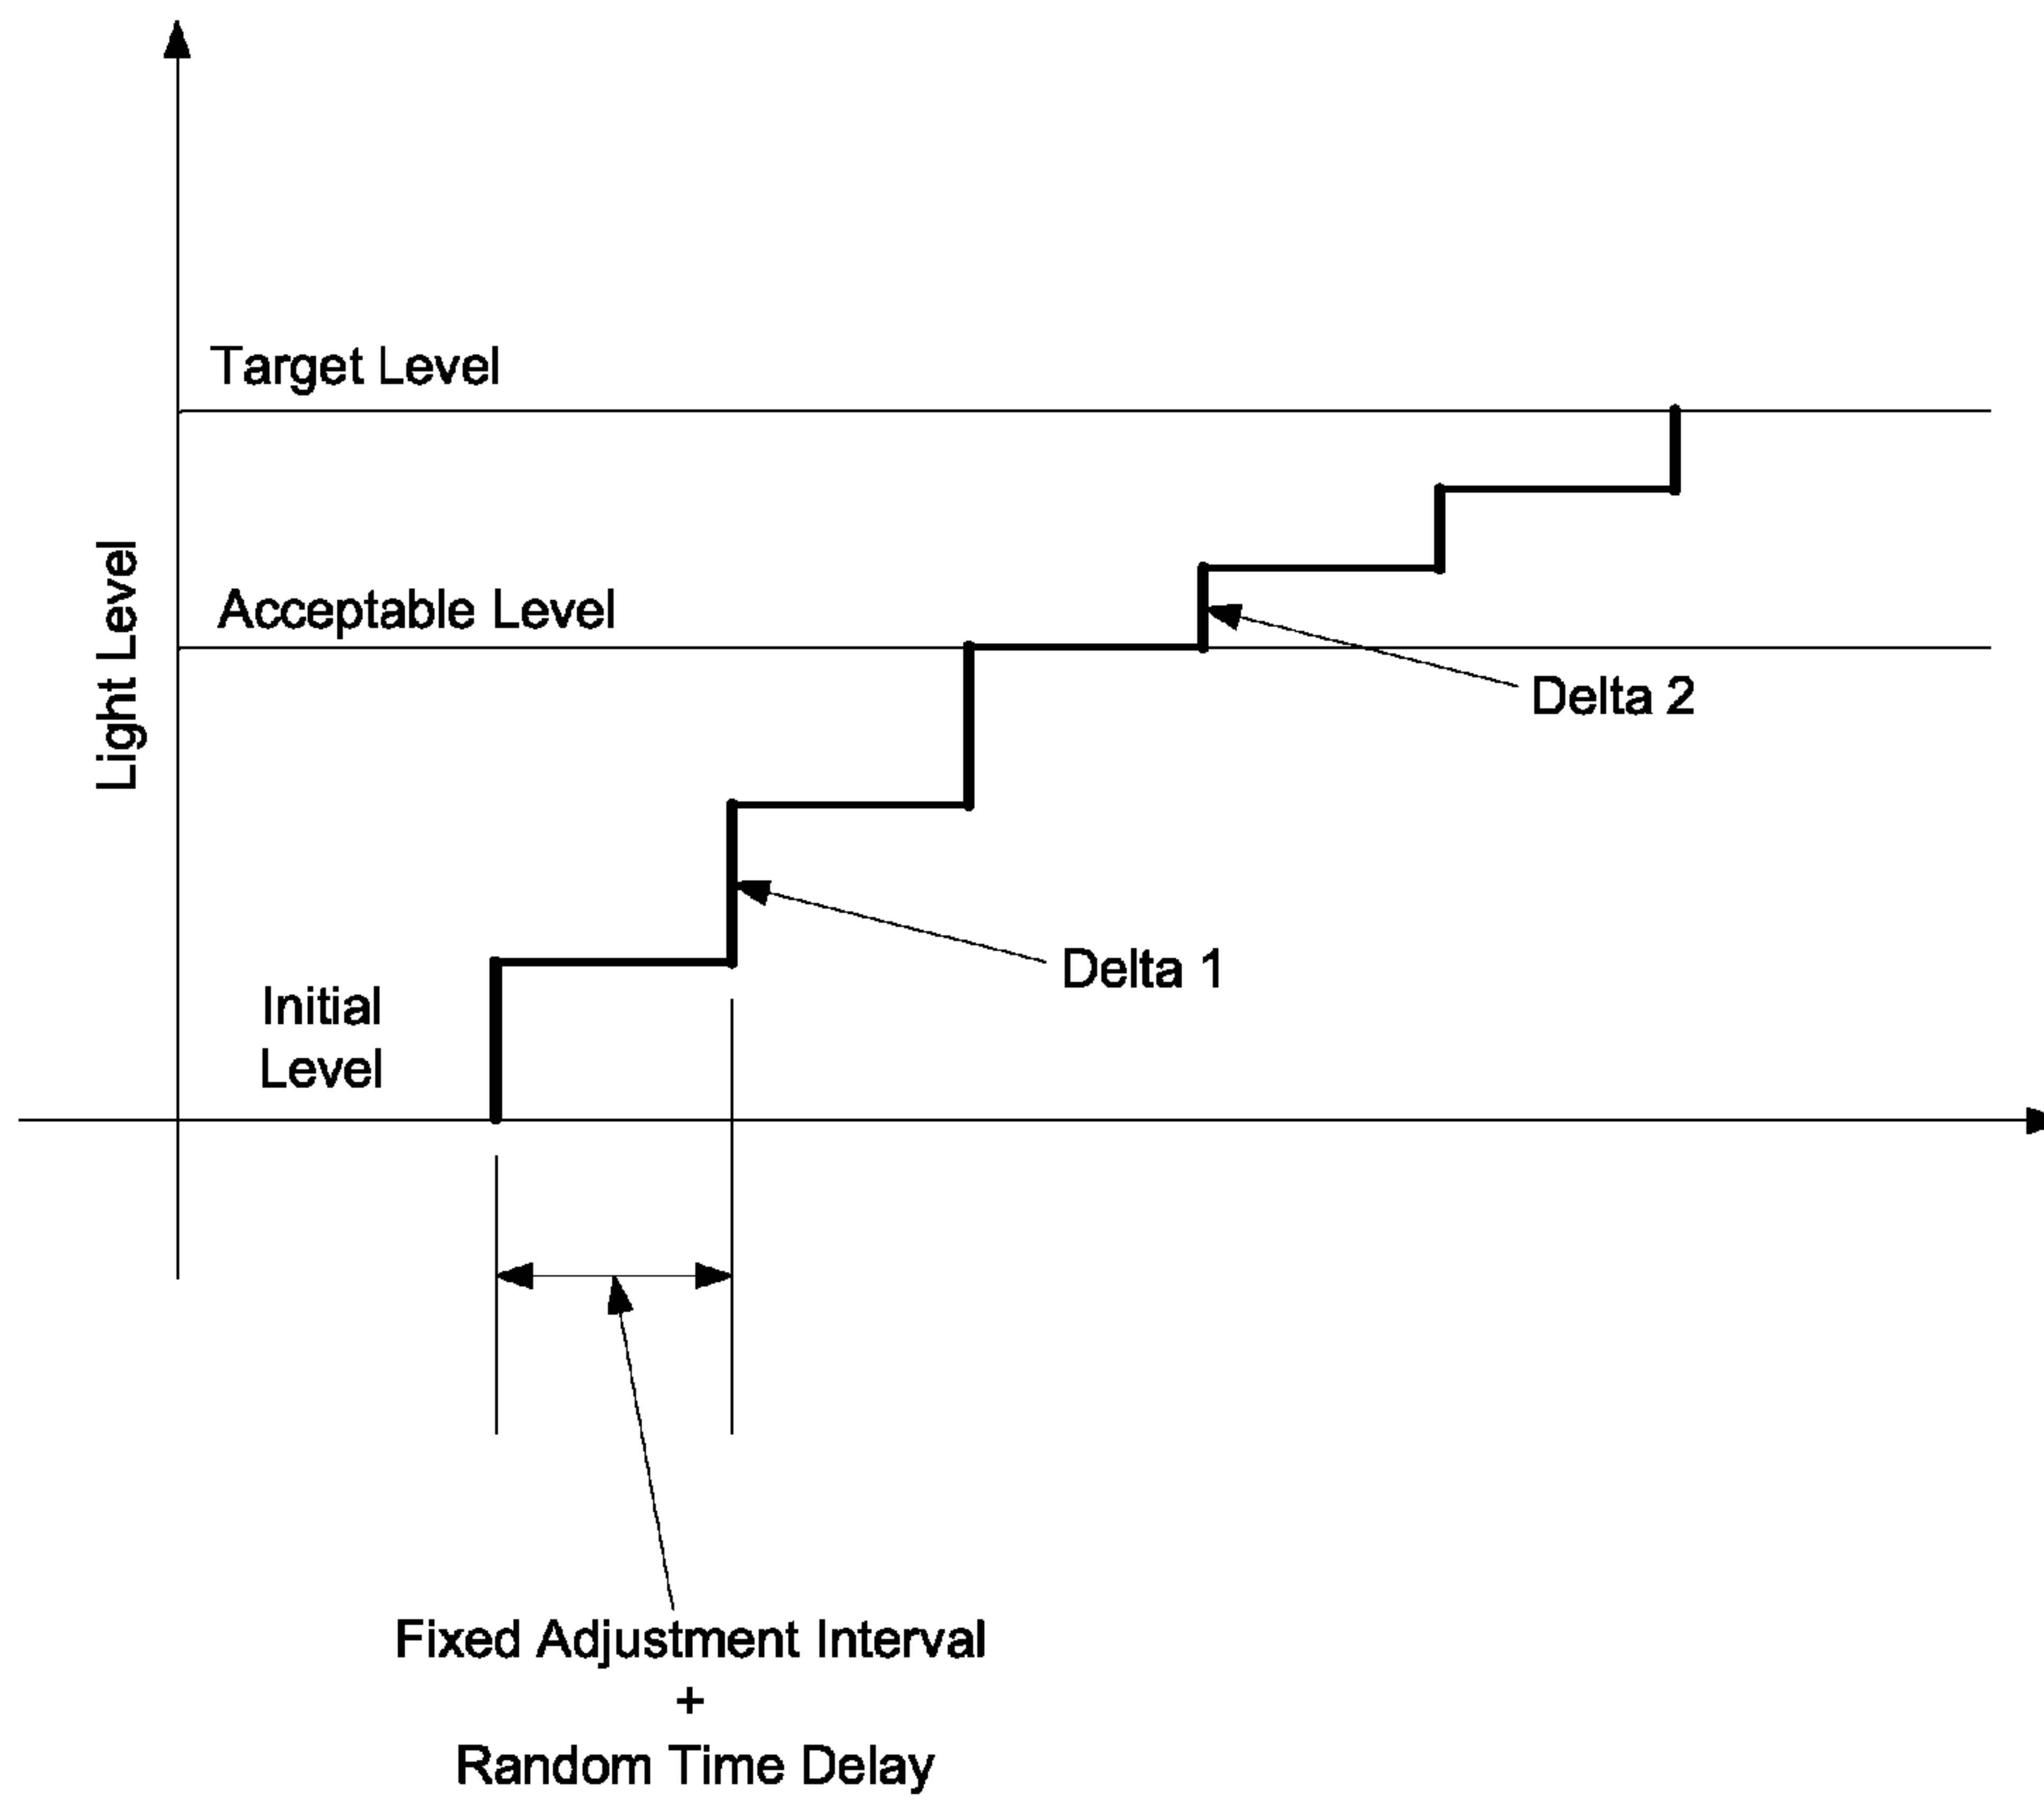 Target Level
Acceptable Level
Light Level
Delta 2
Delta 1
Initial
Level
Fixed Adjustment Interval
+
Random Time Delay